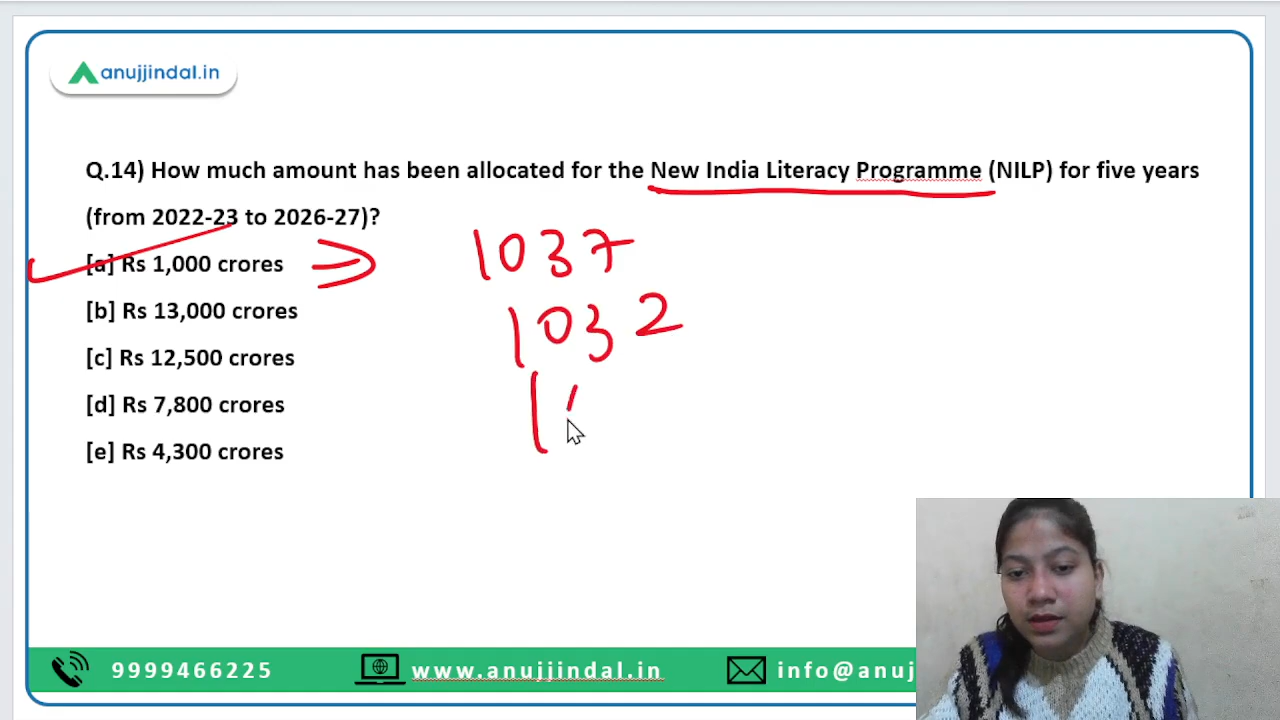 anujjindal.in
Q.14) How much amount has been allocated for the New India Literacy Programme (NILP) for five years
(from 2022-23 to 2026-27)?
[a] Rs 1,000 crores
1037
[b] Rs 13,000 crores
1032
[c] Rs 12,500 crores
[d] Rs 7,800 crores
[e] Rs 4,300 crores
9999466225 www.anujjindal.in info@anuj